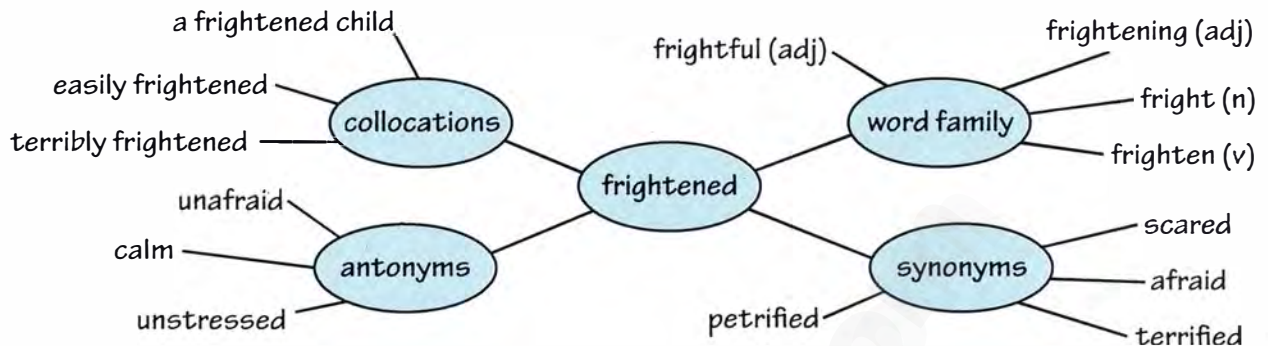 a frightened child
easily frightened
terribly frightened
collocations
frightful (adj)
frightening (adj)
fright (n)
frighten (v)
word family
frightened
unafraid
calm
unstressed
antonyms
synonyms
scared
afraid
terrified
petrified